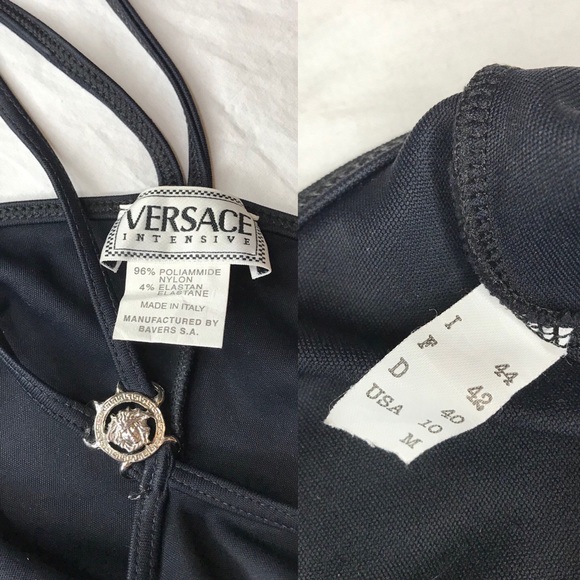 VERSACE
INTENSIVE
96% POLIAMMIDE
NYLON
4% ELASTAN
ELASTANE
MADE IN ITALY
MANUFACTURED BY
BAVERS S.A.
I 44
F 42
D 40
USA 10
M